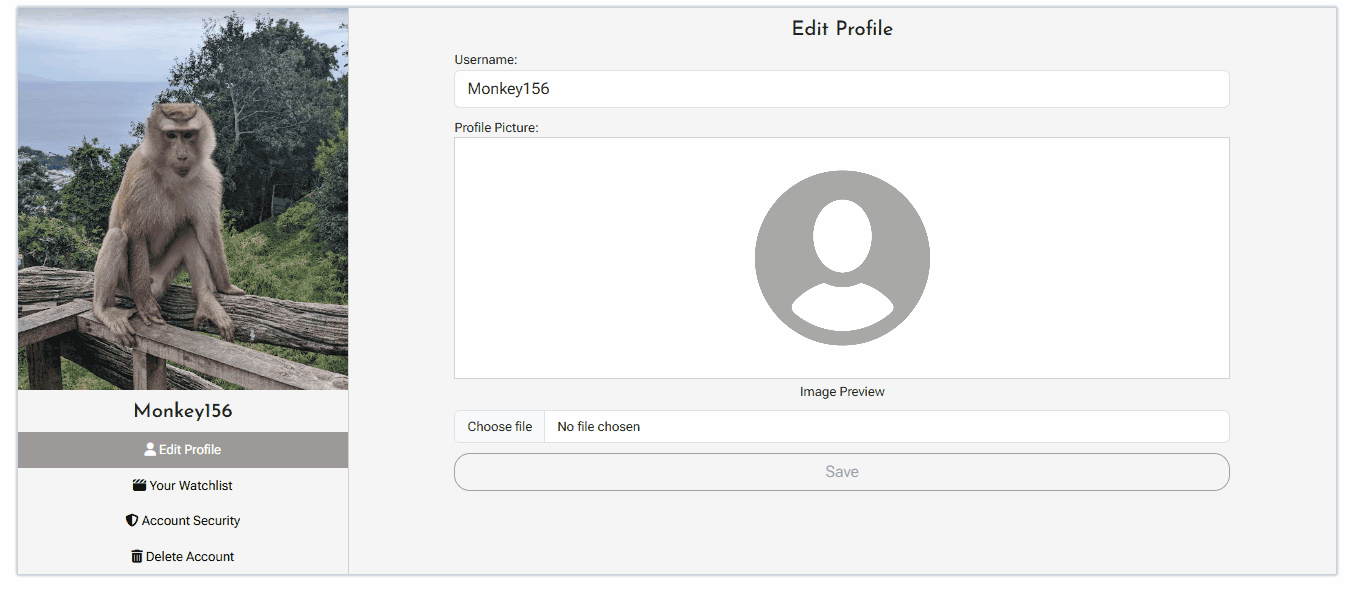 Monkey156
Edit Profile
Your Watchlist
Account Security
Delete Account
Edit Profile
Username:
Monkey156
Profile Picture:
Image Preview
Choose file No file chosen
Save